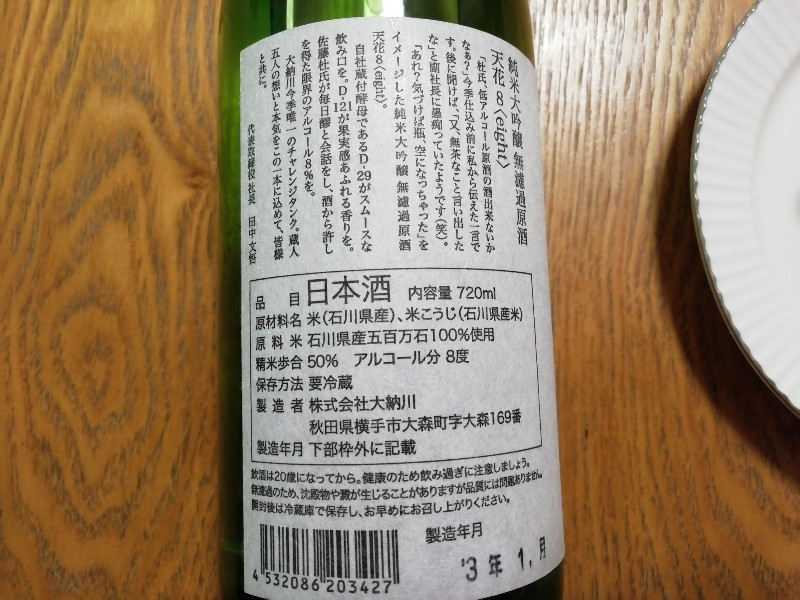 純米大吟醸 無濾過原酒
天花 8〈eight〉
「杜氏、低アルコール原酒の酒出来ないか
なぁ?」今季仕込み前に私から伝えた一言で
す。後に聞けば、「又、無茶なこと言い出した
な」と副社長に愚痴っていたようです(笑)。
「あれ?気づけば瓶、空になっちゃった」を
イメージした純米大吟醸 無濾過原酒
天花8〈eight〉。
自社蔵付酵母であるD-29がスムースな
飲み口を。D-21が果実感あふれる香りを。
佐藤杜氏が毎日醪と会話をし、酒から許し
を得た限界のアルコール8%を。
大納川今季唯一のチャレンジタンク。蔵人
五人の想いと本気をこの一本に込めて、皆様
と共に。
代表取締役 社長 田中文悟
品目 日本酒 内容量 720ml
原材料名 米(石川県産)、米こうじ(石川県産米)
原料米 石川県産五百万石100%使用
精米歩合 50% アルコール分 8度
保存方法 要冷蔵
製造者 株式会社大納川
秋田県横手市大森町字大森169番
製造年月 下部枠外に記載
飲酒は20歳になってから。健康のため飲み過ぎに注意しましょう。
無濾過のため、沈殿物や澱が生じることがありますが品質には問題ありません。
開封後は冷蔵庫で保存し、お早めにお召し上がりください。
製造年月
'3年 1.月
4 532086 203427